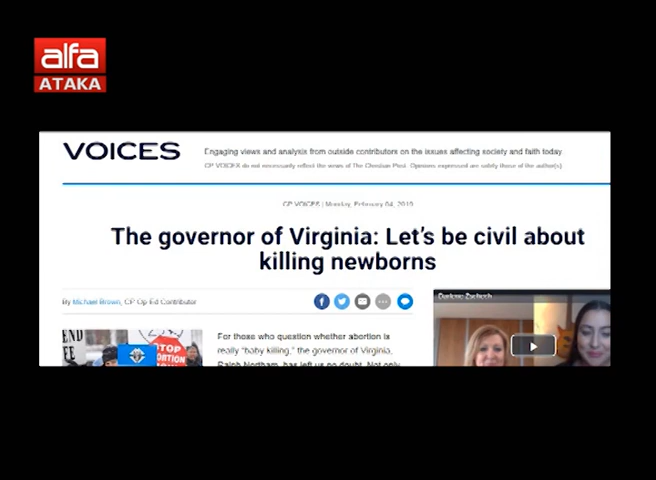 alfa
ATAKA
VOICES
Engaging views and analysis from outside contributors on the issues affecting society and faith today.
CP VOICES do not necessarily reflect the views of The Christian Post. Opinions expressed are solely those of the author(s).
CP VOICES | Monday, February 04, 2019
The governor of Virginia: Let's be civil about
killing newborns
By Michael Brown, CP Op-Ed Contributor
Darlene Zschech
END
STOP
ABORTION
For those who question whether abortion is
really "baby killing," the governor of Virginia,
Ralph Northam, has left us no doubt. Not only